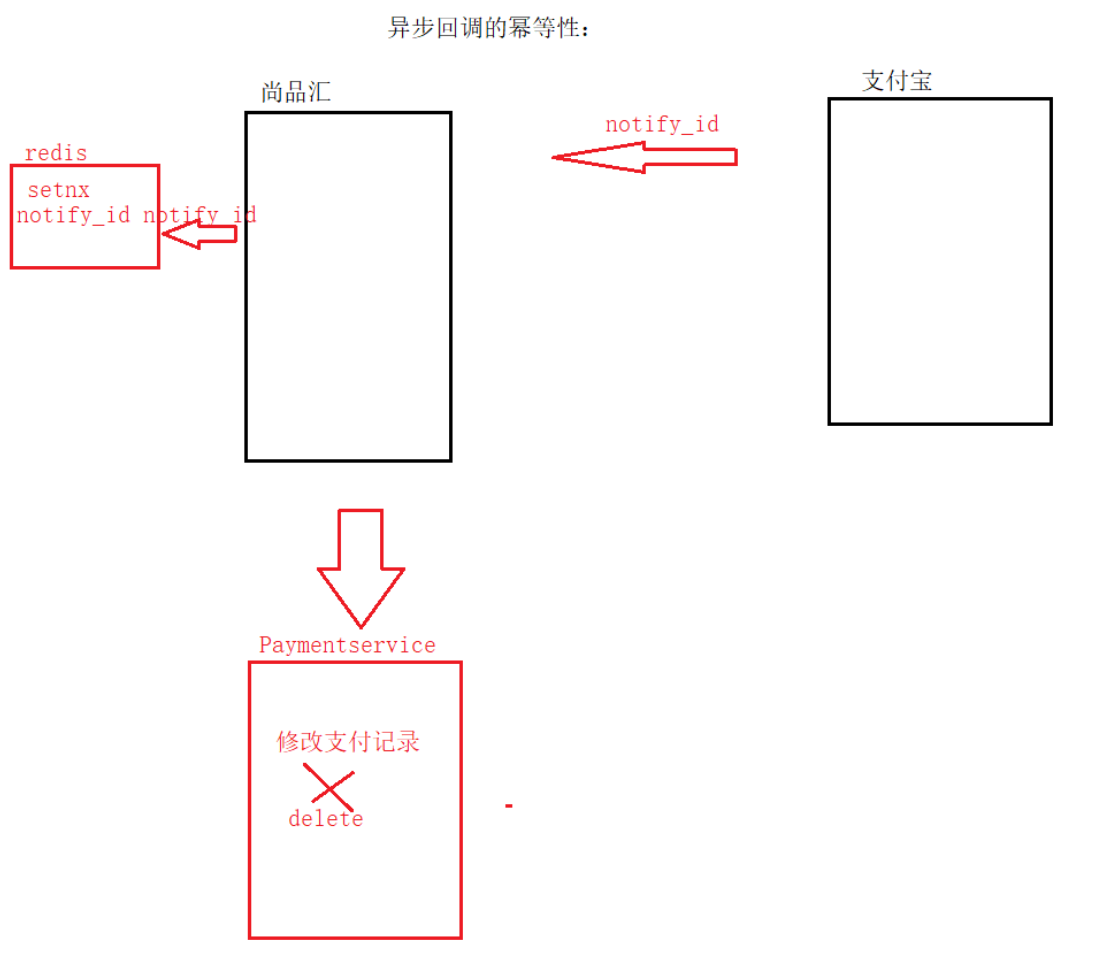 异步回调的幂等性：
尚品汇
支付宝
notify_id
redis
setnx
notify_id notify_id
Paymentservice
修改支付记录
delete